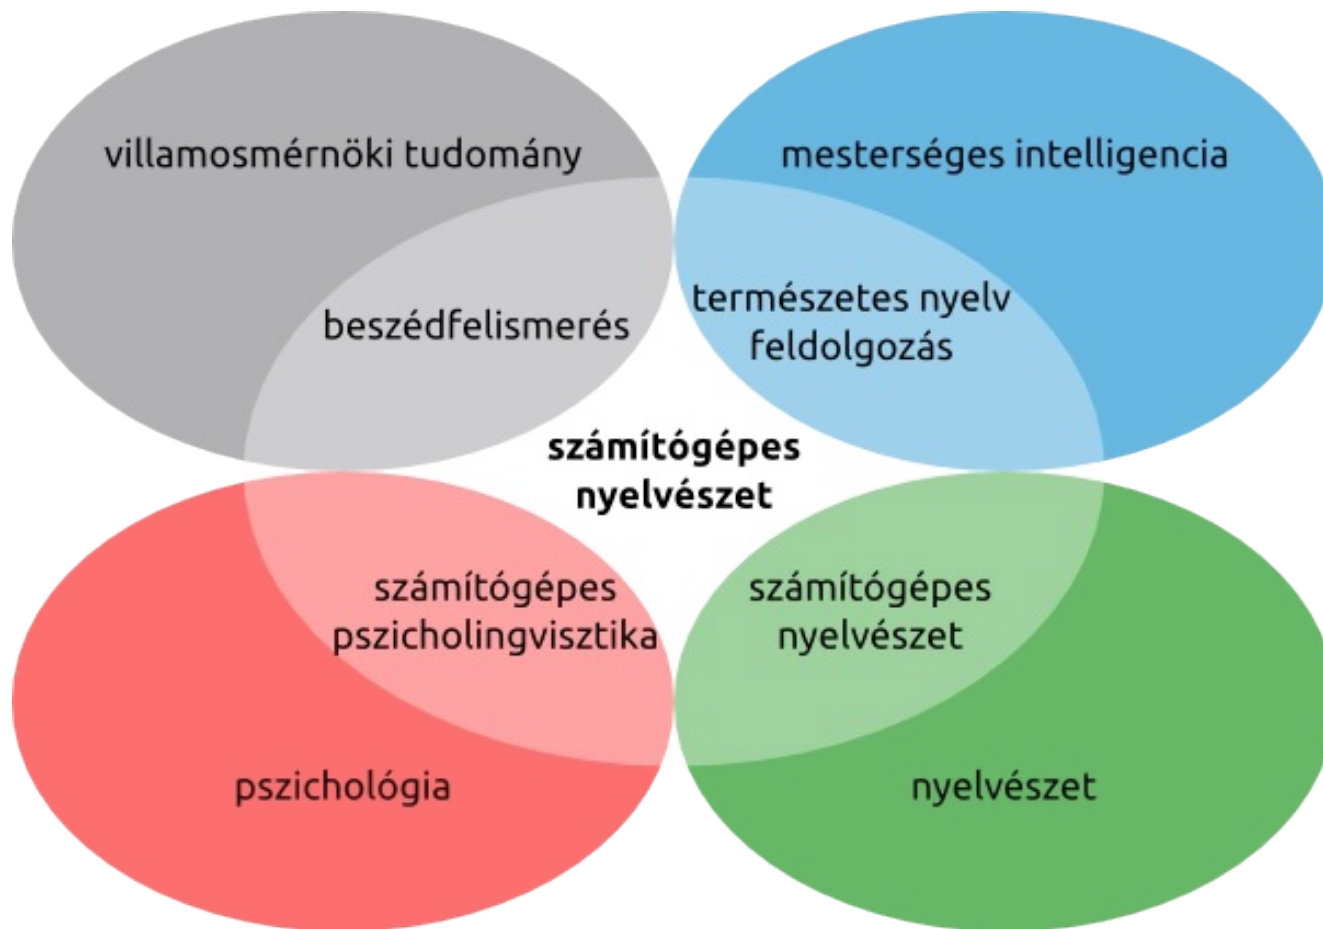 villamosmérnöki tudomány
mesterséges intelligencia
beszédfelismerés
természetes nyelv
feldolgozás
számítógépes
nyelvészet
számítógépes
pszicholingvisztika
számítógépes
nyelvészet
pszichológia
nyelvészet